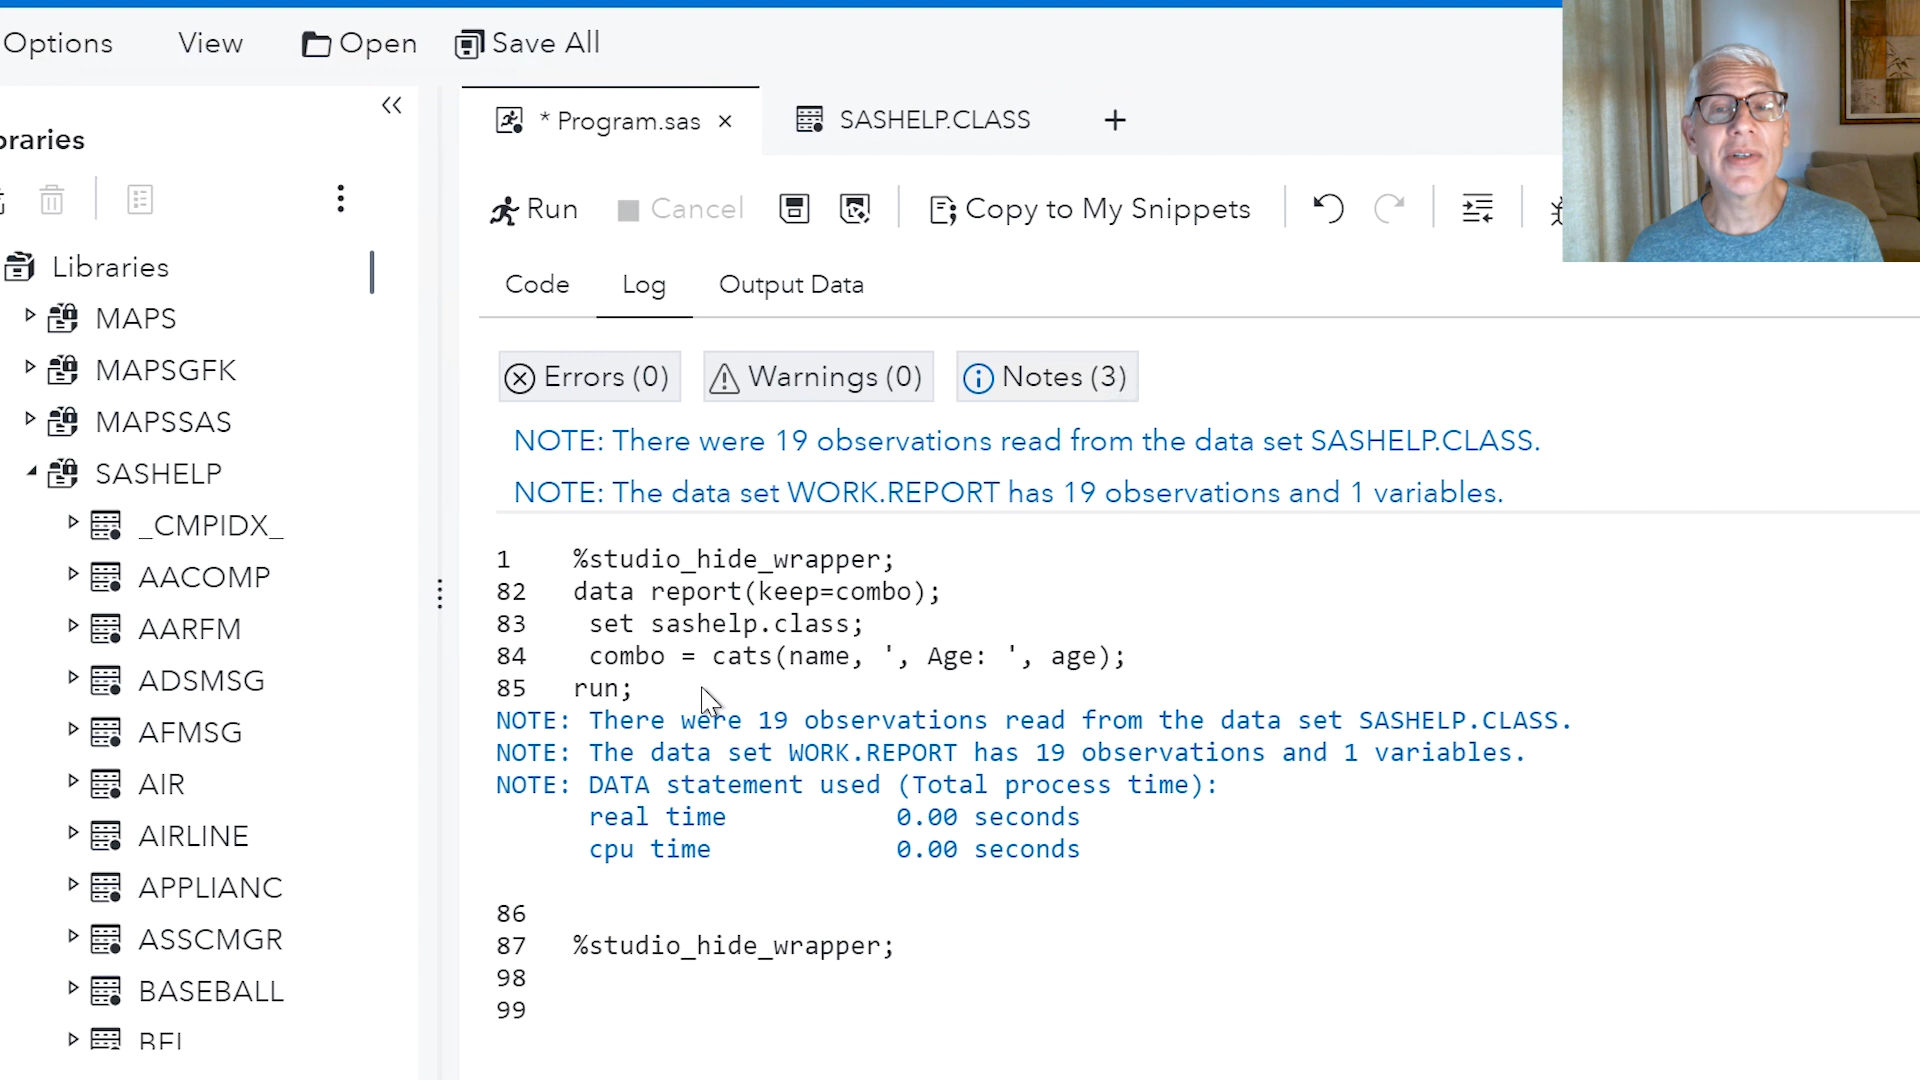 Options View Open Save All
braries
* Program.sas × SASHELP.CLASS +
Run Cancel Copy to My Snippets
Libraries
MAPS
MAPSGFK
MAPSSAS
SASHELP
_CMPIDX_
AACOMP
AARFM
ADSMSG
AFMSG
AIR
AIRLINE
APPLIANC
ASSCMGR
BASEBALL
Code Log Output Data
Errors (0) Warnings (0) Notes (3)
NOTE: There were 19 observations read from the data set SASHELP.CLASS.
NOTE: The data set WORK.REPORT has 19 observations and 1 variables.
1 %studio_hide_wrapper;
82 data report(keep=combo);
83 set sashelp.class;
84 combo = cats(name, ', Age: ', age);
85 run;
NOTE: There were 19 observations read from the data set SASHELP.CLASS.
NOTE: The data set WORK.REPORT has 19 observations and 1 variables.
NOTE: DATA statement used (Total process time):
real time 0.00 seconds
cpu time 0.00 seconds
86
87 %studio_hide_wrapper;
98
99